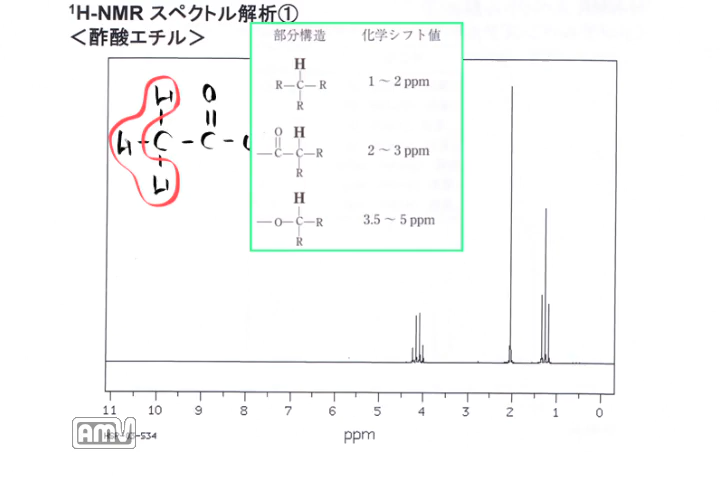 ¹H-NMR スペクトル解析①
＜酢酸エチル＞
部分構造 化学シフト値
H
R－C－R 1～2 ppm
R
O H
－C－C－R 2～3 ppm
R
H
－O－C－R 3.5～5 ppm
R
H O
H－C－C－
H
11 10 9 8 7 6 5 4 3 2 1 0
ppm
AMV
-534